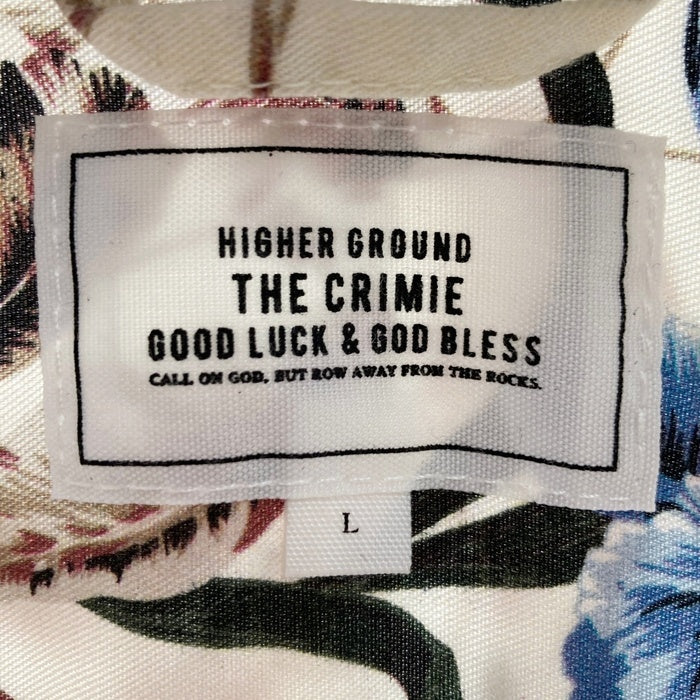 HIGHER GROUND
THE CRIMIE
GOOD LUCK & GOD BLESS
CALL ON GOD, BUT ROW AWAY FROM THE ROCKS.
L